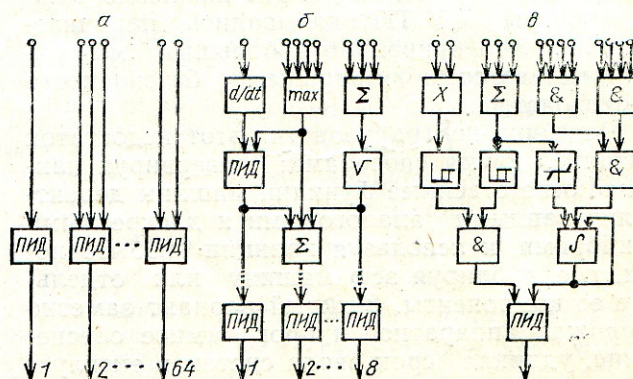 а б в
d/dt max Σ X Σ & &
ПИД √ &
ПИД ПИД ··· ПИД Σ & ∫
ПИД ПИД ПИД ПИД
1 2 ··· 64 1 2 ··· 8